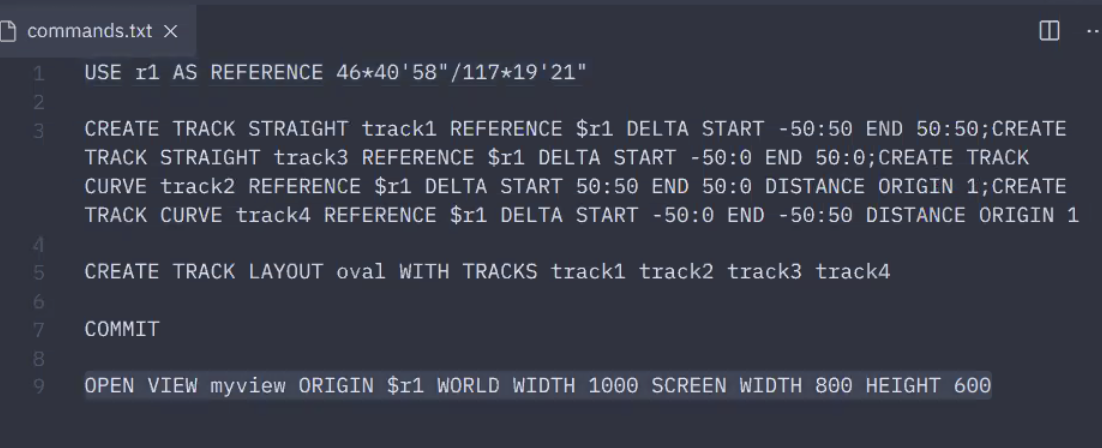 commands.txt
1 USE r1 AS REFERENCE 46*40'58"/117*19'21"
2
3 CREATE TRACK STRAIGHT track1 REFERENCE $r1 DELTA START -50:50 END 50:50;CREATE
TRACK STRAIGHT track3 REFERENCE $r1 DELTA START -50:0 END 50:0;CREATE TRACK
CURVE track2 REFERENCE $r1 DELTA START 50:50 END 50:0 DISTANCE ORIGIN 1;CREATE
TRACK CURVE track4 REFERENCE $r1 DELTA START -50:0 END -50:50 DISTANCE ORIGIN 1
4
5 CREATE TRACK LAYOUT oval WITH TRACKS track1 track2 track3 track4
6
7 COMMIT
8
9 OPEN VIEW myview ORIGIN $r1 WORLD WIDTH 1000 SCREEN WIDTH 800 HEIGHT 600